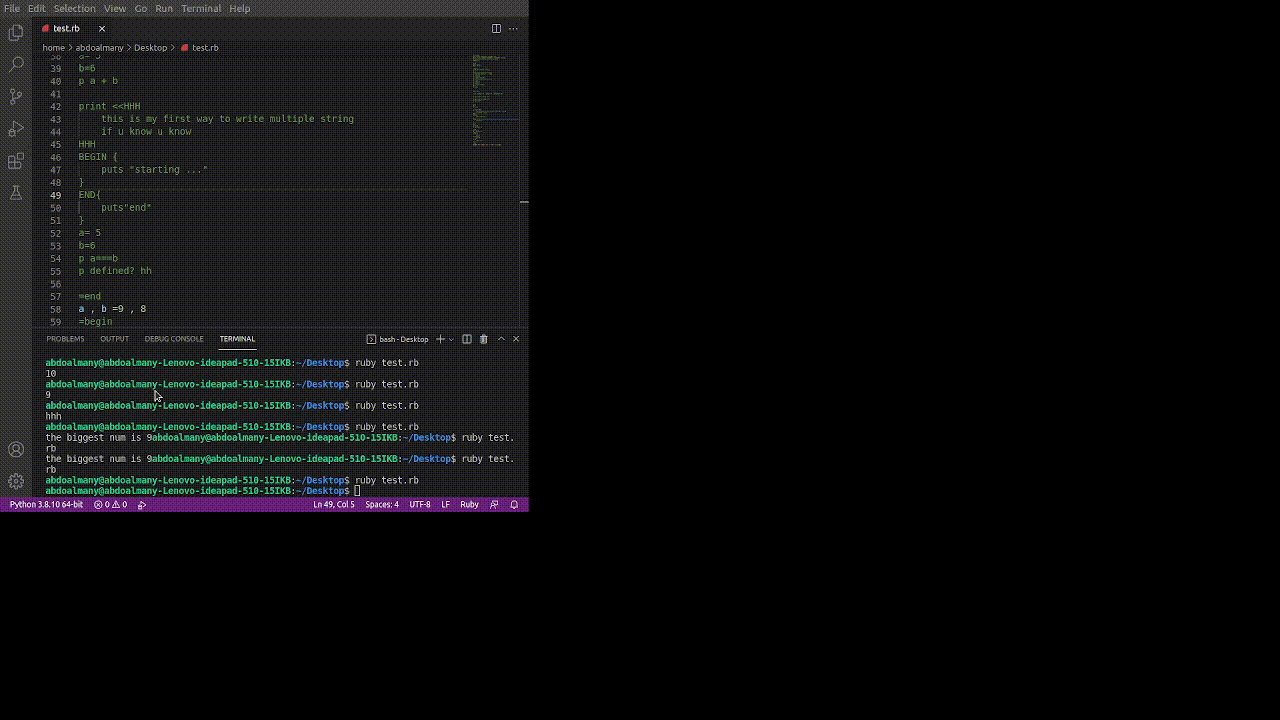 File Edit Selection View Go Run Terminal Help
test.rb
home > abdoalmany > Desktop > test.rb
38 a= 5
39 b=6
40 p a + b
41
42 print <<HHH
43 this is my first way to write multiple string
44 if u know u know
45 HHH
46 BEGIN {
47 puts "starting ..."
48 }
49 END{
50 puts"end"
51 }
52 a= 5
53 b=6
54 p a===b
55 p defined? hh
56
57 =end
58 a , b =9 , 8
59 =begin
PROBLEMS OUTPUT DEBUG CONSOLE TERMINAL bash - Desktop
abdoalmany@abdoalmany-Lenovo-ideapad-510-15IKB:~/Desktop$ ruby test.rb
10
abdoalmany@abdoalmany-Lenovo-ideapad-510-15IKB:~/Desktop$ ruby test.rb
9
abdoalmany@abdoalmany-Lenovo-ideapad-510-15IKB:~/Desktop$ ruby test.rb
hhh
abdoalmany@abdoalmany-Lenovo-ideapad-510-15IKB:~/Desktop$ ruby test.rb
the biggest num is 9abdoalmany@abdoalmany-Lenovo-ideapad-510-15IKB:~/Desktop$ ruby test.
rb
the biggest num is 9abdoalmany@abdoalmany-Lenovo-ideapad-510-15IKB:~/Desktop$ ruby test.
rb
abdoalmany@abdoalmany-Lenovo-ideapad-510-15IKB:~/Desktop$ ruby test.rb
abdoalmany@abdoalmany-Lenovo-ideapad-510-15IKB:~/Desktop$
Python 3.8.10 64-bit 0 0 Ln 49, Col 5 Spaces: 4 UTF-8 LF Ruby